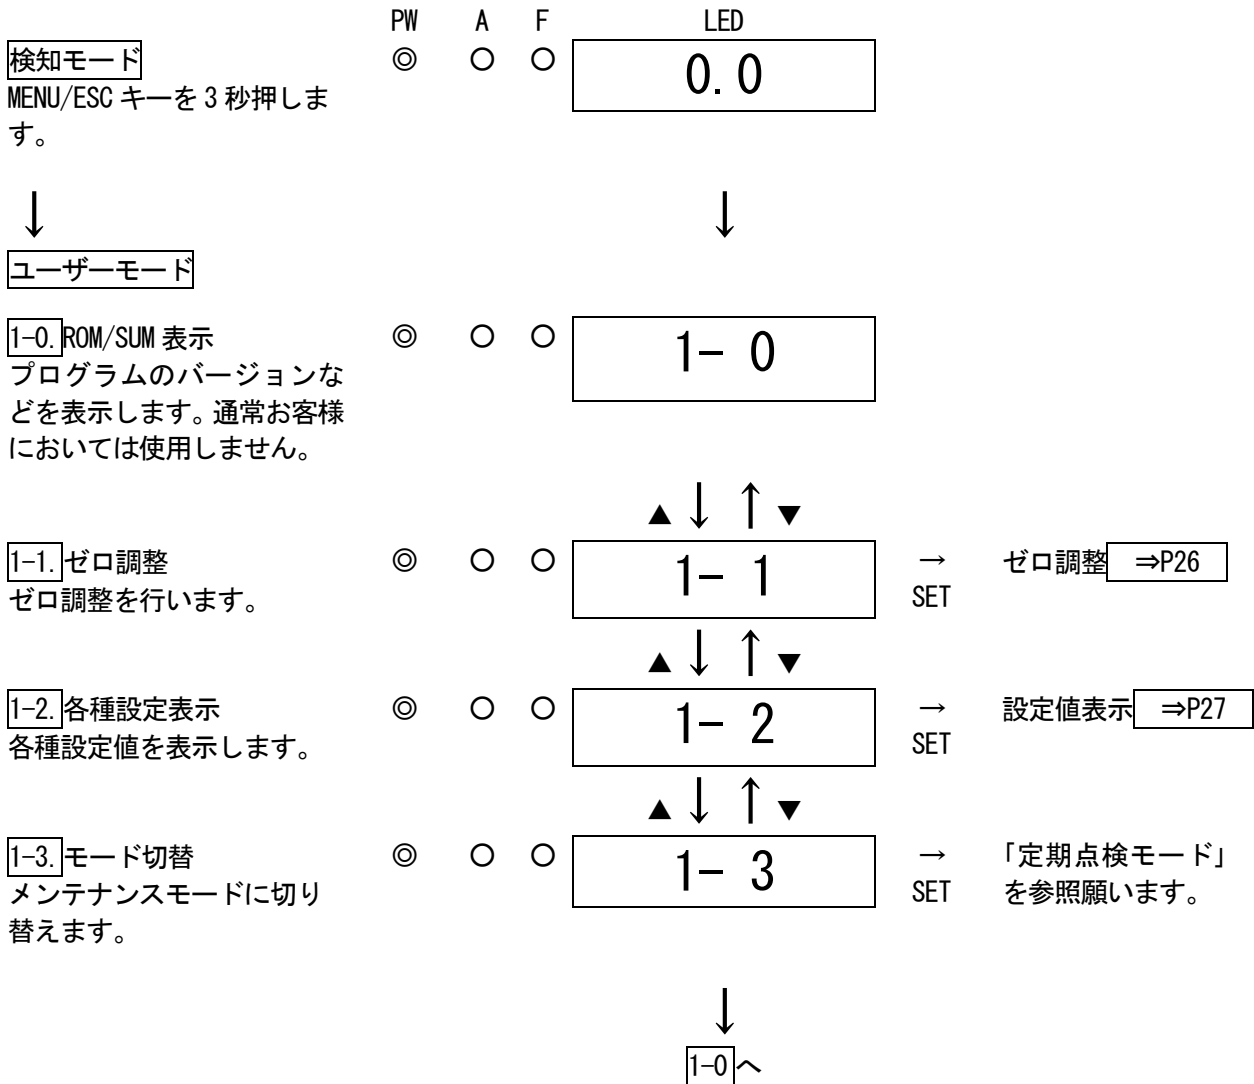 PW A F LED
検知モード ◎ ○ ○ 0.0
MENU/ESC キーを 3 秒押しま
す。
↓ ↓
ユーザーモード
1-0. ROM/SUM 表示 ◎ ○ ○ 1- 0
プログラムのバージョンな
どを表示します。通常お客様
においては使用しません。
▲ ↓ ↑ ▼
1-1. ゼロ調整 ◎ ○ ○ 1- 1 → ゼロ調整 ⇒P26
ゼロ調整を行います。 SET
▲ ↓ ↑ ▼
1-2. 各種設定表示 ◎ ○ ○ 1- 2 → 設定値表示 ⇒P27
各種設定値を表示します。 SET
▲ ↓ ↑ ▼
1-3. モード切替 ◎ ○ ○ 1- 3 → 「定期点検モード」
メンテナンスモードに切り SET を参照願います。
替えます。
↓
1-0 へ